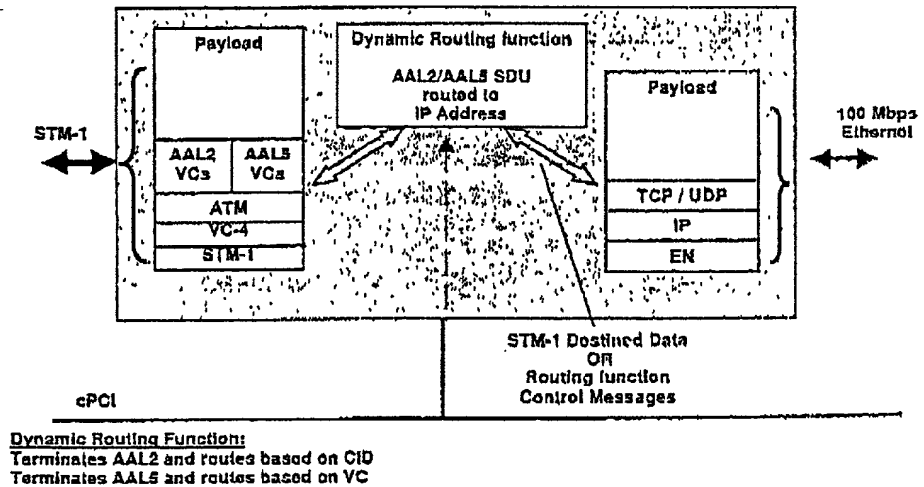 Payload
Dynamic Routing function
AAL2/AAL5 SDU
routed to
IP Address
Payload
STM-1
100 Mbps
Ethernet
AAL2
VCs
AAL5
VCs
ATM
VC-4
STM-1
TCP / UDP
IP
EN
STM-1 Destined Data
OR
Routing function
Control Messages
cPCI
Dynamic Routing Function:
Terminates AAL2 and routes based on CID
Terminates AAL5 and routes based on VC